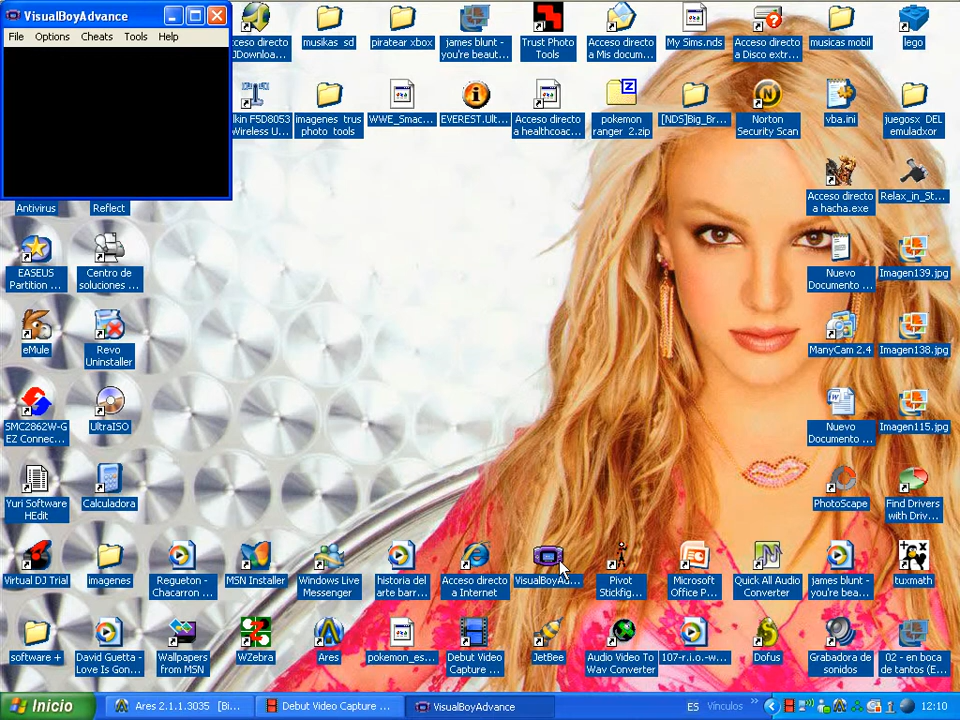 VisualBoyAdvance
File Options Cheats Tools Help
JDownloa...
musikas sd
piratear xbox
james blunt -
you're beaut...
Trust Photo
Tools
Acceso directo
a Mis docum...
My Sims.nds
Acceso directo
a Disco extr...
musicas mobil
lego
Wireless U...
imagenes trus
photo tools
WWE_Smac...
EVEREST.Ult...
Acceso directo
a healthcoac...
pokemon
ranger 2.zip
[NDS]Big_Br...
Norton
Security Scan
vba.ini
juegosx DEL
emuladxor
Acceso directo
a hacha.exe
Relax_in_St...
Antivirus
Reflect
EASEUS
Partition ...
Centro de
soluciones ...
Nuevo
Documento ...
Imagen139.jpg
eMule
Revo
Uninstaller
ManyCam 2.4
Imagen138.jpg
SMC2862W-G
EZ Connec...
UltraISO
Nuevo
Documento ...
Imagen115.jpg
Yuri Software
HEdit
Calculadora
PhotoScape
Find Drivers
with Driv...
Virtual DJ Trial
imagenes
Regueton -
Chacarron ...
MSN Installer
Windows Live
Messenger
historia del
arte barr...
Acceso directo
a Internet
VisualBoyAd...
Pivot
Stickfig...
Microsoft
Office P...
Quick All Audio
Converter
james blunt -
you're bea...
tuxmath
software +
David Guetta -
Love Is Gon...
Wallpapers
from MSN
WZebra
Ares
pokemon_es...
Debut Video
Capture ...
JetBee
Audio Video To
Wav Converter
107-r.i.o.-w...
Dofus
Grabadora de
sonidos
02 - en boca
de tantos (E...
Inicio
Ares 2.1.1.3035 [Bi...
Debut Video Capture ...
VisualBoyAdvance
ES
Vínculos
12:10